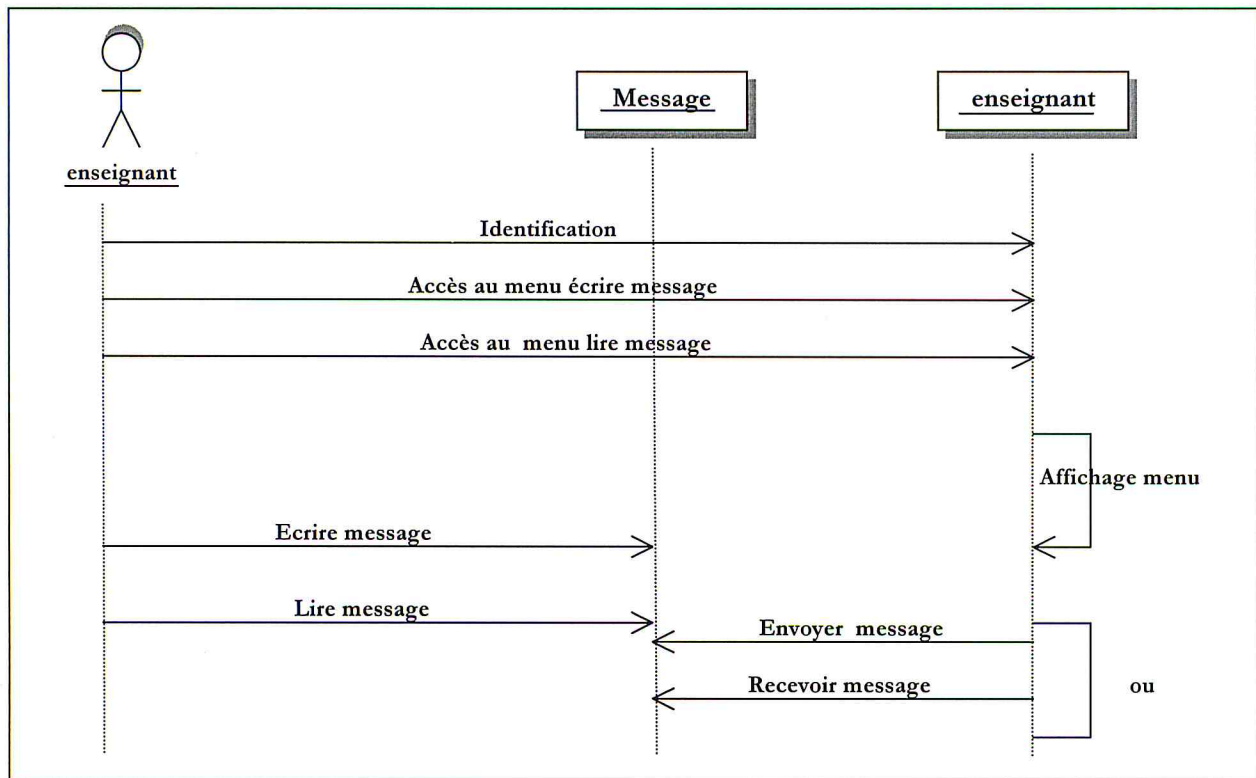 Message
enseignant
enseignant
Identification
Accès au menu écrire message
Accès au menu lire message
Affichage menu
Ecrire message
Lire message
Envoyer message
Recevoir message
ou